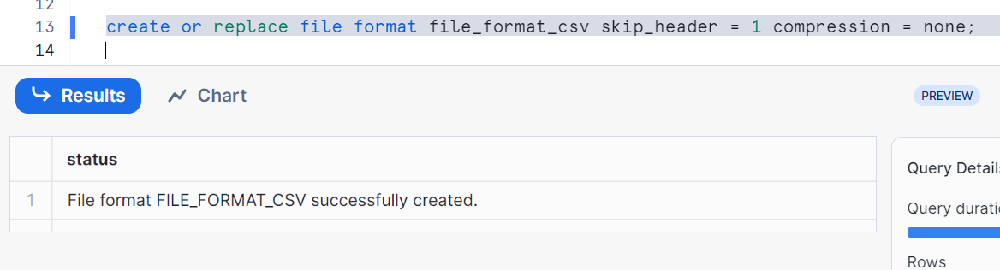 12
13 create or replace file format file_format_csv skip_header = 1 compression = none;
14
Results Chart PREVIEW
status
1 File format FILE_FORMAT_CSV successfully created.
Query Details
Query durati
Rows